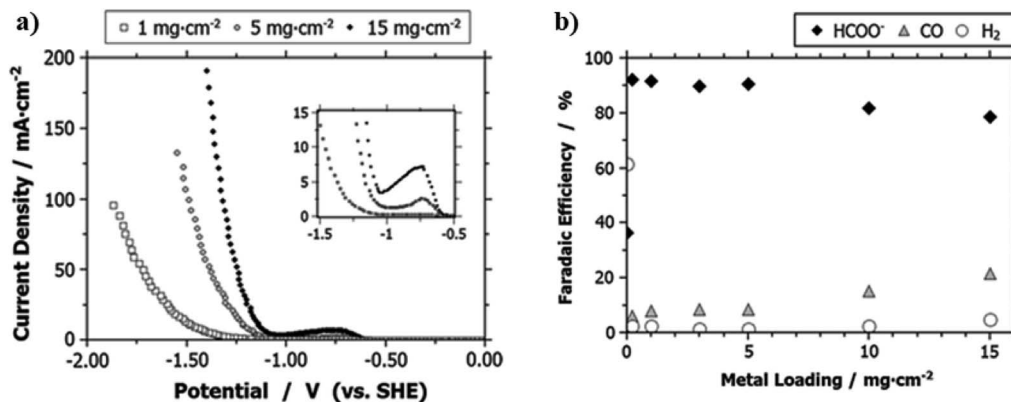 a)
1 mg·cm-2 5 mg·cm-2 15 mg·cm-2
Current Density / mA·cm-2
200
150
100
50
0
-2.00 -1.50 -1.00 -0.50 0.00
Potential / V (vs. SHE)
15
10
5
0
-1.5 -1 -0.5
b)
HCOO- CO H2
Faradaic Efficiency / %
100
80
60
40
20
0
0 5 10 15
Metal Loading / mg·cm-2